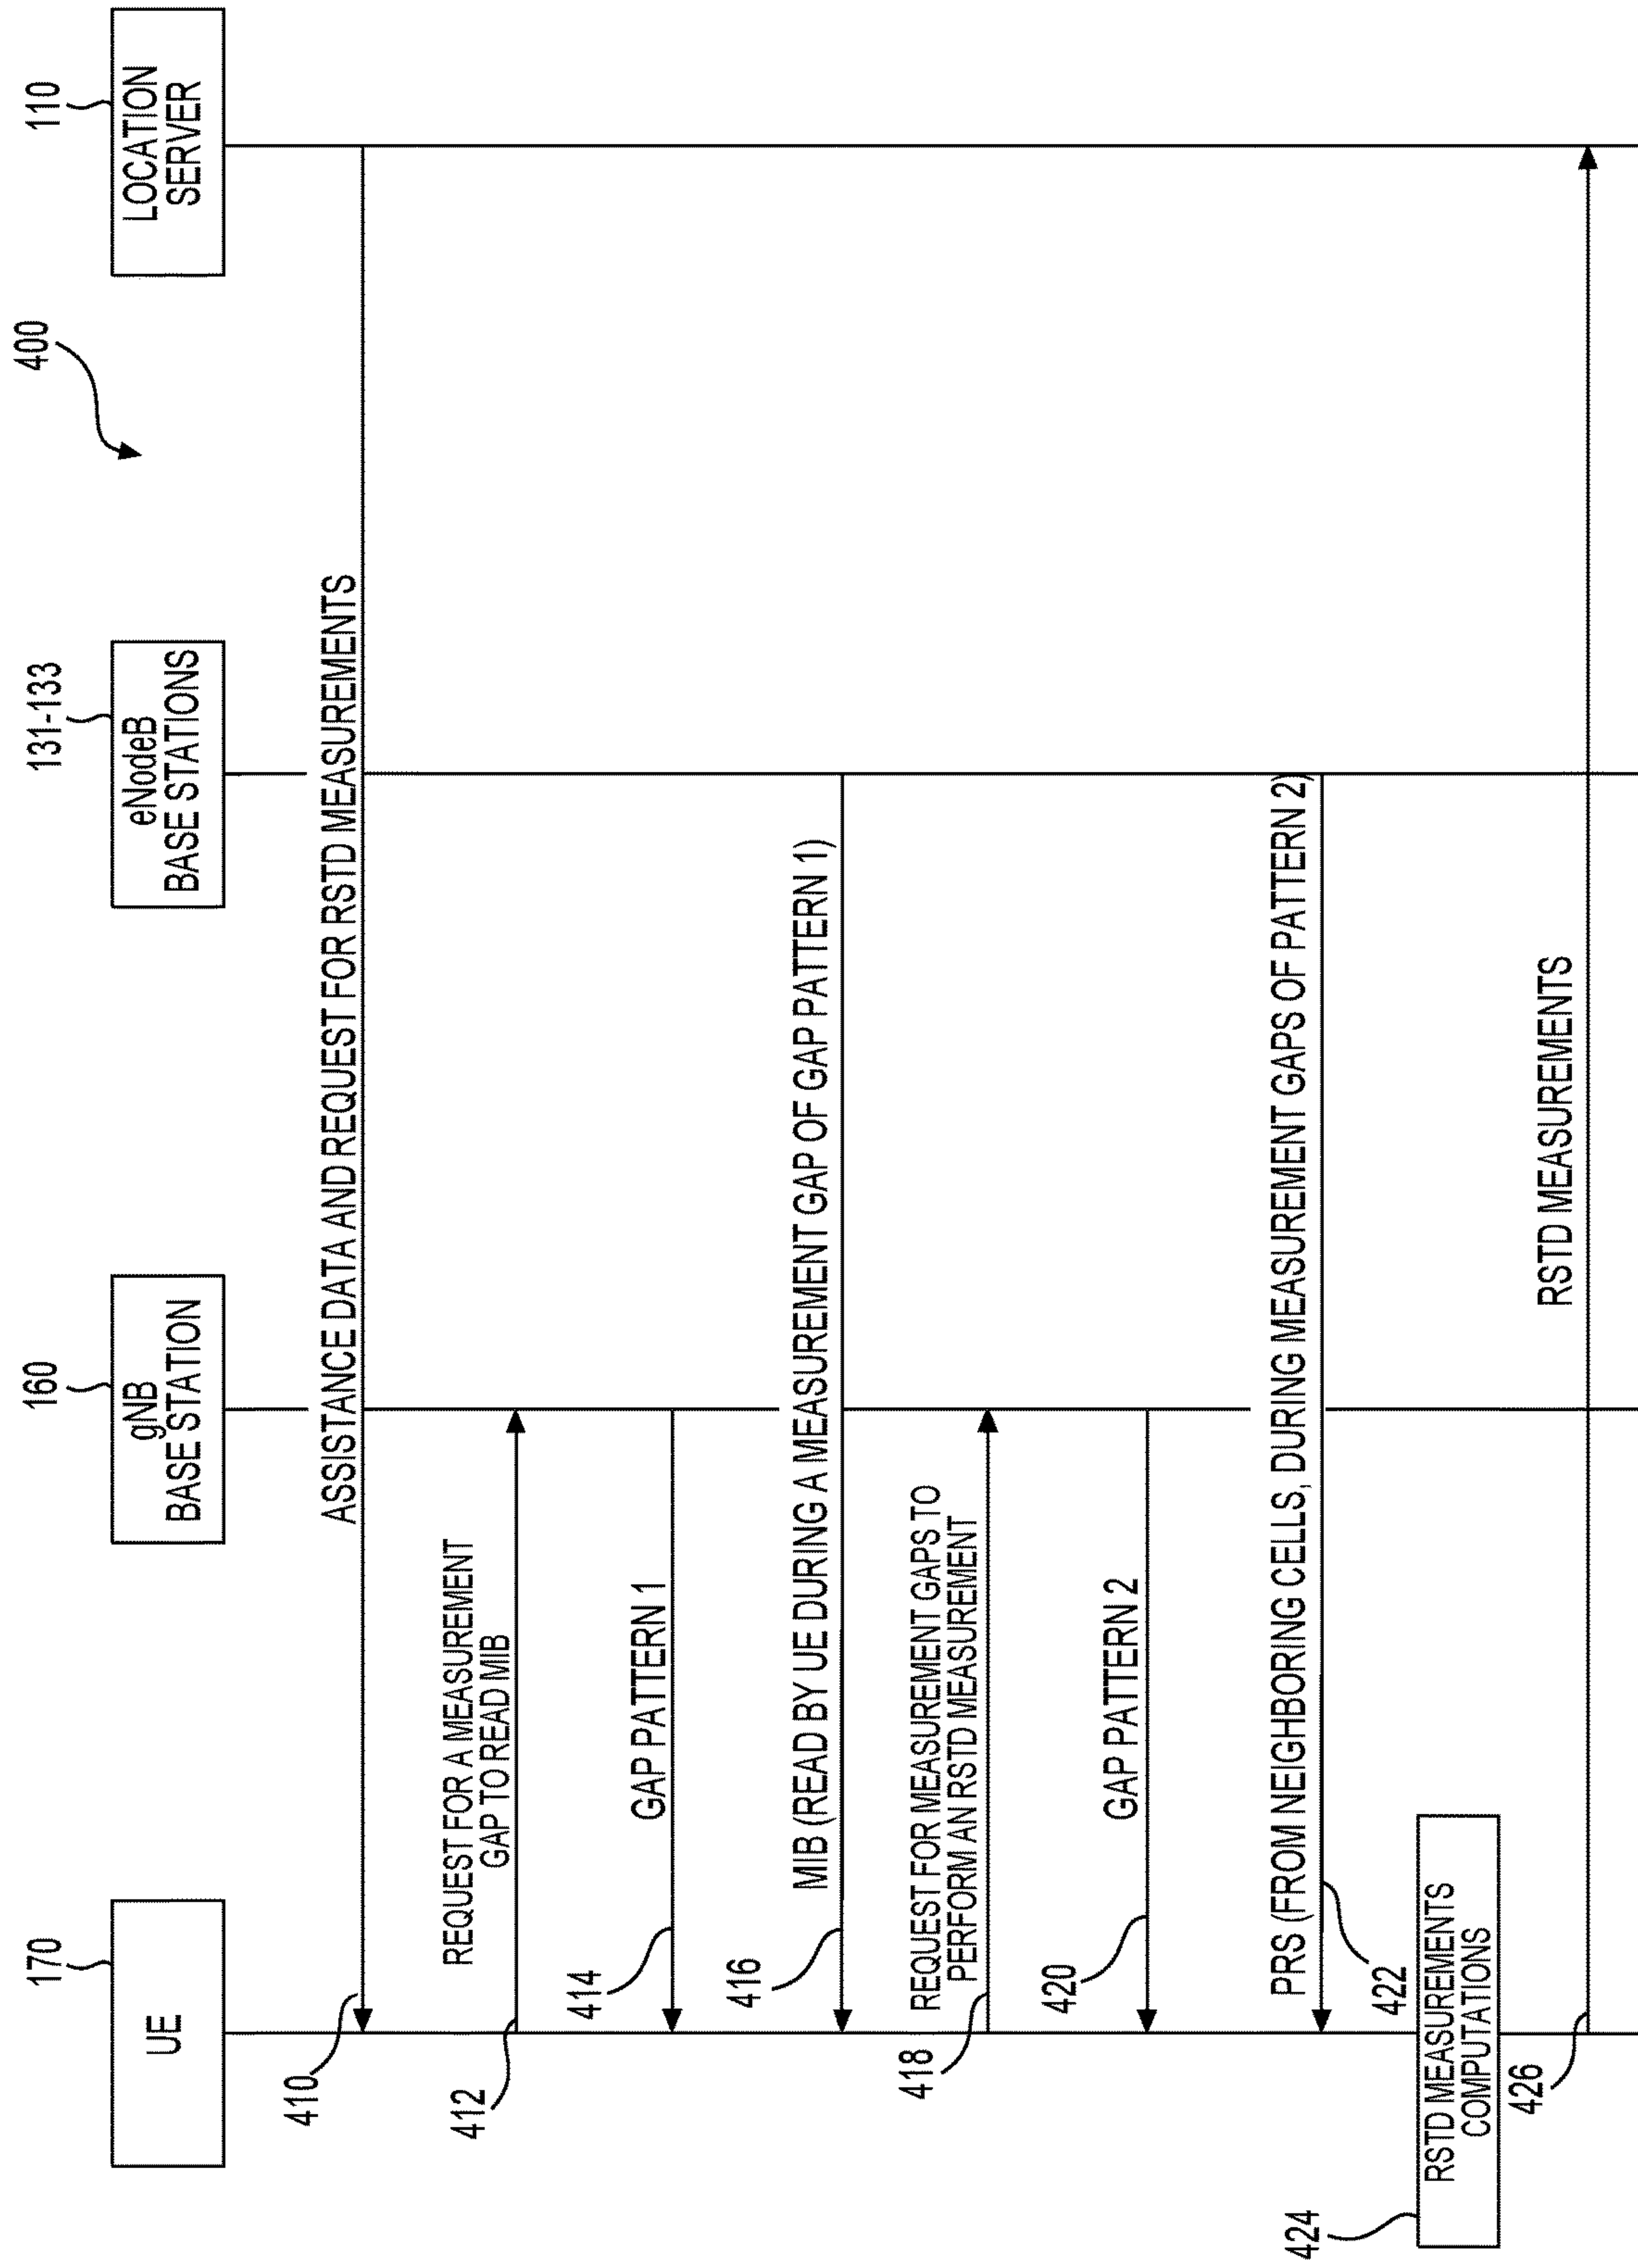 400
170
UE
160
gNB
BASE STATION
131-133
eNodeB
BASE STATIONS
110
LOCATION
SERVER
410
ASSISTANCE DATA AND REQUEST FOR RSTD MEASUREMENTS
412
REQUEST FOR A MEASUREMENT
GAP TO READ MIB
414
GAP PATTERN 1
416
MIB (READ BY UE DURING A MEASUREMENT GAP OF GAP PATTERN 1)
418
REQUEST FOR MEASUREMENT GAPS TO
PERFORM AN RSTD MEASUREMENT
420
GAP PATTERN 2
PRS (FROM NEIGHBORING CELLS, DURING MEASUREMENT GAPS OF PATTERN 2)
422
424
RSTD MEASUREMENTS
COMPUTATIONS
426
RSTD MEASUREMENTS